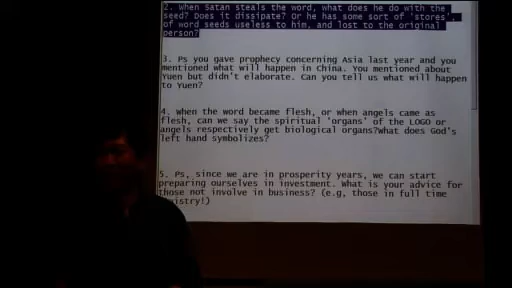 2. When Satan steals the word, what does he do with the
seed? Does it dissipate? Or he has some sort of 'stores',
of word seeds useless to him, and lost to the original
person?
3. Ps you gave prophecy concerning Asia last year and you
mentioned what will happen in China. You mentioned about
Yuen but didn't elaborate. Can you tell us what will happen
to Yuen?
4. when the word became flesh, or when angels came as
flesh, can we say the spiritual 'organs' of the LOGO or
angels respectively get biological organs?What does God's
left hand symbolizes?
5. Ps, since we are in prosperity years, we can start
preparing ourselves in investment. What is your advice for
those not involve in business? (e.g, those in full time
ministry!)